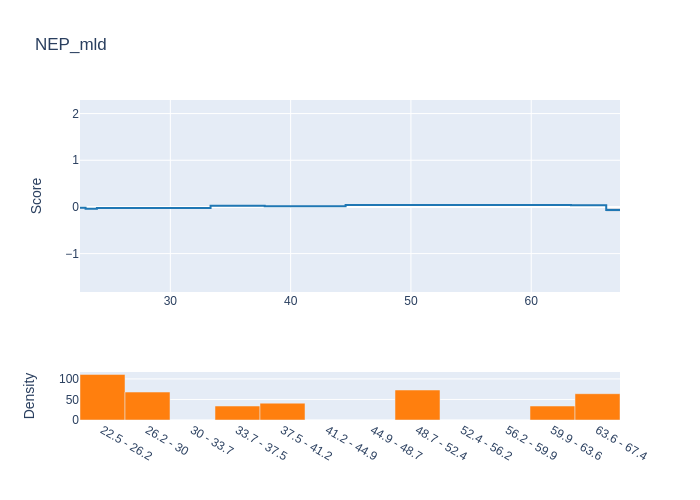 NEP_mld
2
1
0
−1
Score
30
40
50
60
100
50
0
Density
22.5 - 26.2
26.2 - 30
30 - 33.7
33.7 - 37.5
37.5 - 41.2
41.2 - 44.9
44.9 - 48.7
48.7 - 52.4
52.4 - 56.2
56.2 - 59.9
59.9 - 63.6
63.6 - 67.4